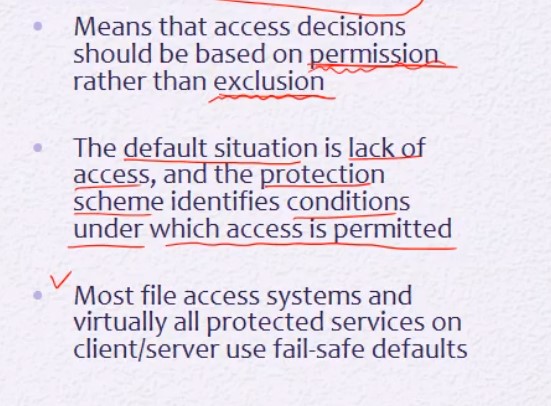 • Means that access decisions
should be based on permission
rather than exclusion
• The default situation is lack of
access, and the protection
scheme identifies conditions
under which access is permitted
• Most file access systems and
virtually all protected services on
client/server use fail-safe defaults